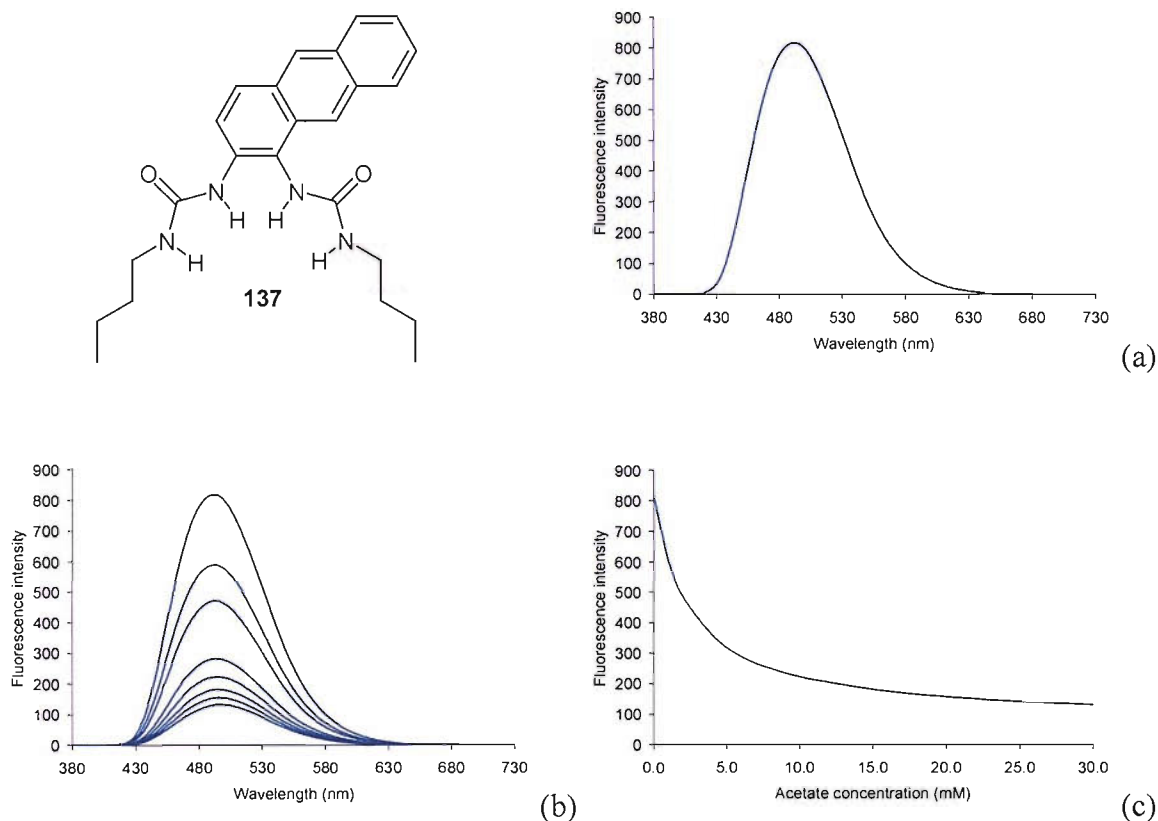 O
N
H
N
H
O
N
H
N
H
137
900
800
700
600
500
400
300
200
100
0
Fluorescence intensity
380 430 480 530 580 630 680 730
Wavelength (nm)
(a)
900
800
700
600
500
400
300
200
100
0
Fluorescence intensity
380 430 480 530 580 630 680 730
Wavelength (nm)
(b)
900
800
700
600
500
400
300
200
100
0
Fluorescence intensity
0.0 5.0 10.0 15.0 20.0 25.0 30.0
Acetate concentration (mM)
(c)